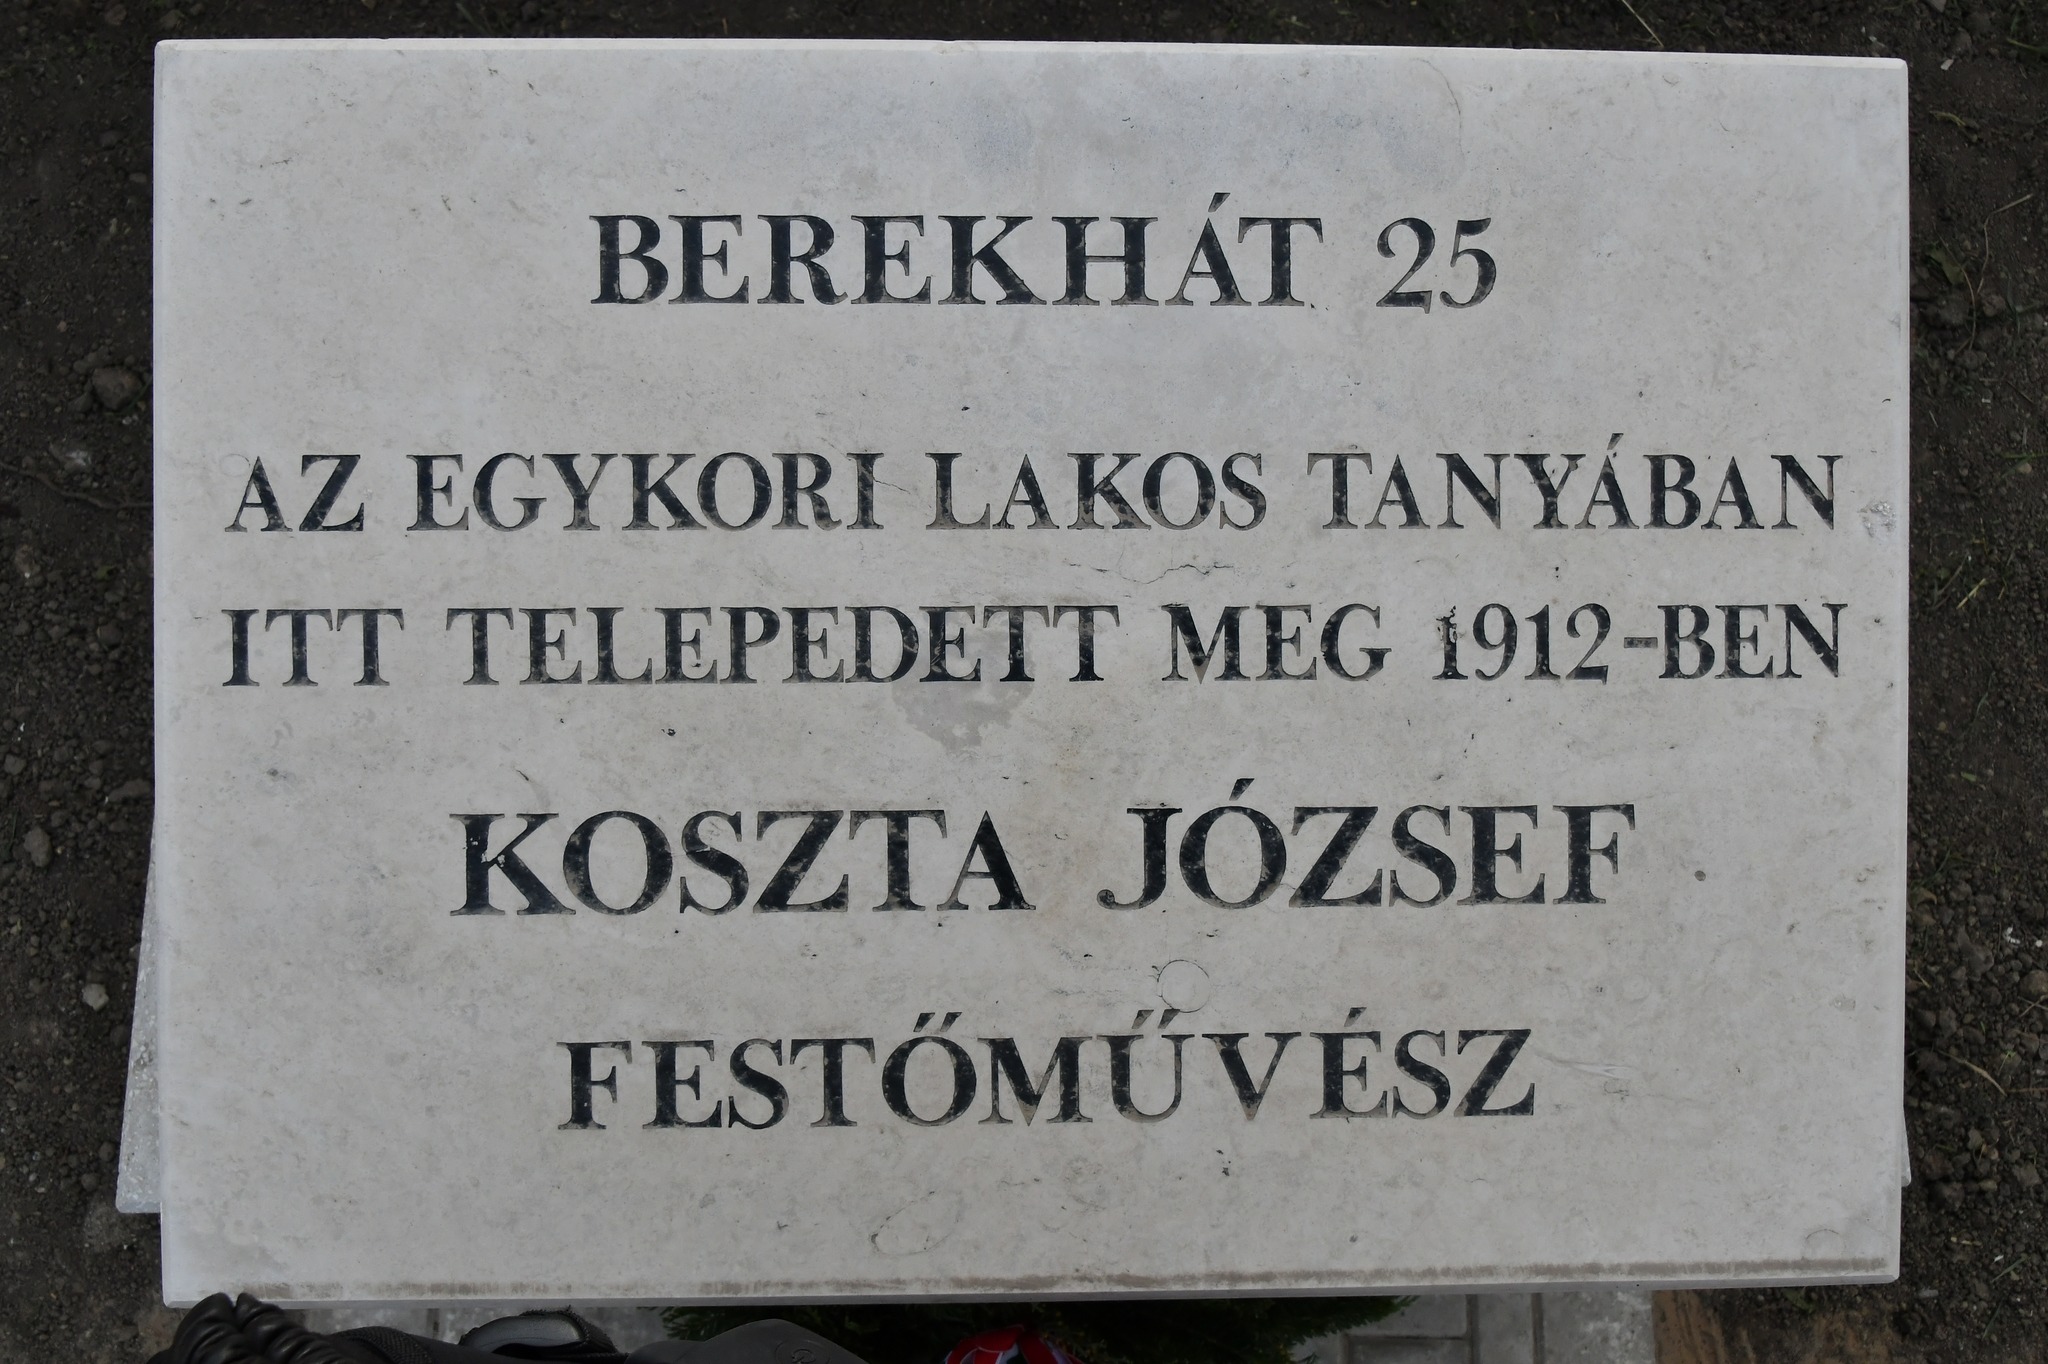 BEREKHÁT 25
AZ EGYKORI LAKOS TANYÁBAN
ITT TELEPEDETT MEG 1912-BEN
KOSZTA JÓZSEF
FESTŐMŰVÉSZ